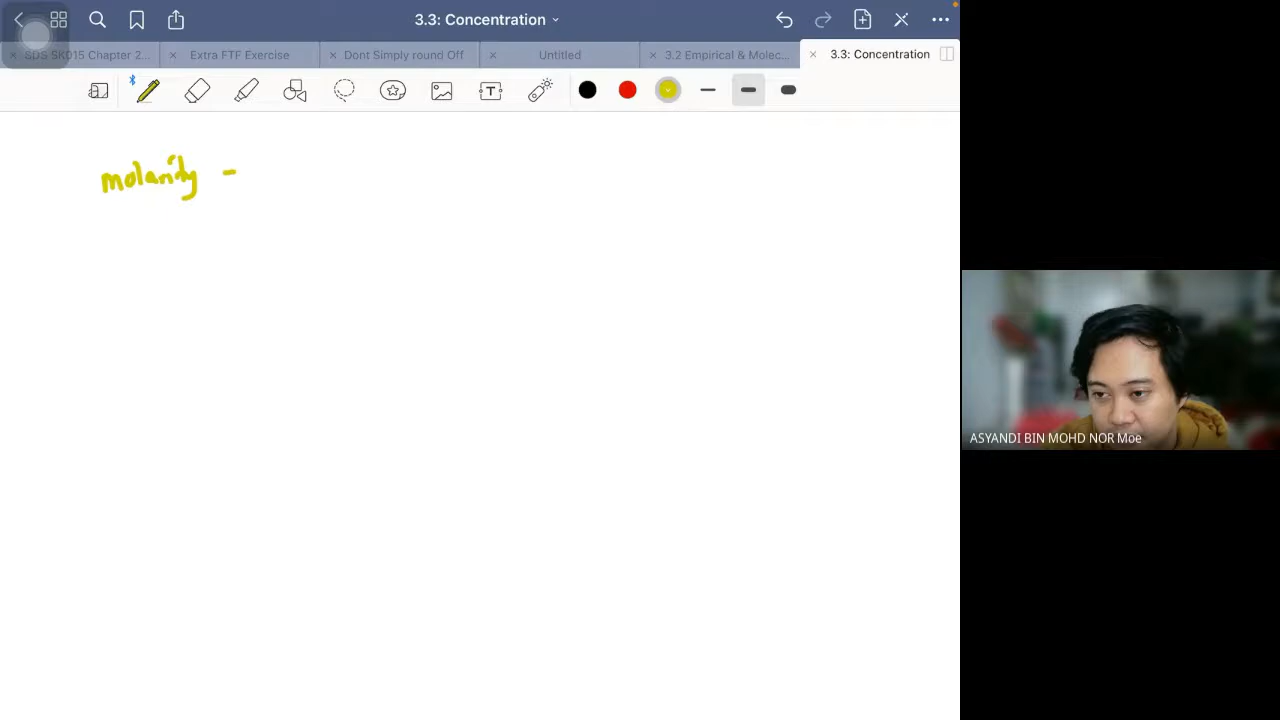 3.3: Concentration
SDS SK015 Chapter 2...
Extra FTF Exercise
Dont Simply round Off
Untitled
3.2 Empirical & Molec...
3.3: Concentration
T
molarity -
ASYANDI BIN MOHD NOR Moe